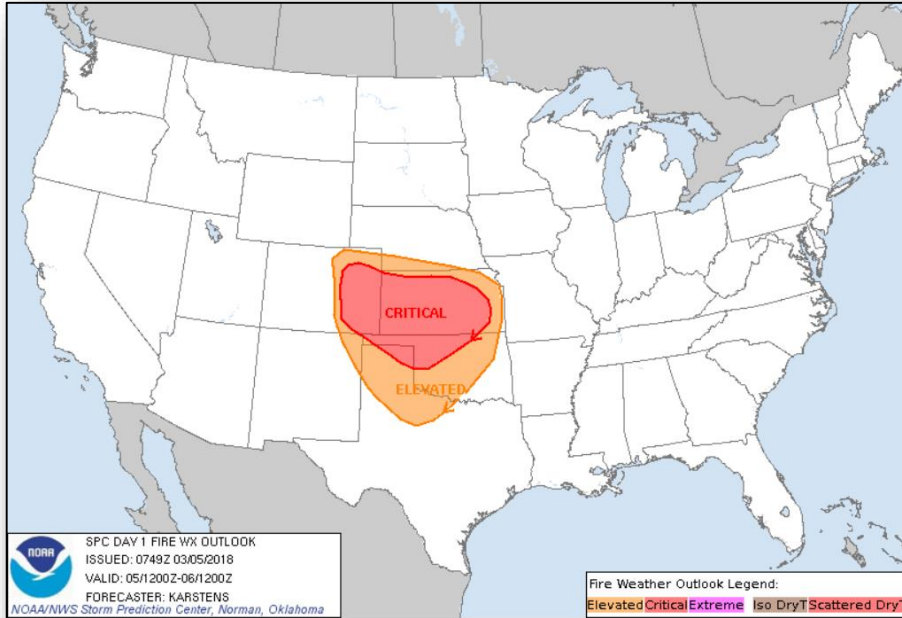 CRITICAL
ELEVATED
NOAA
SPC DAY 1 FIRE WX OUTLOOK
ISSUED: 0749Z 03/05/2018
VALID: 05/1200Z-06/1200Z
FORECASTER: KARSTENS
NOAA/NWS Storm Prediction Center, Norman, Oklahoma
Fire Weather Outlook Legend:
Elevated Critical Extreme Iso DryT Scattered DryT